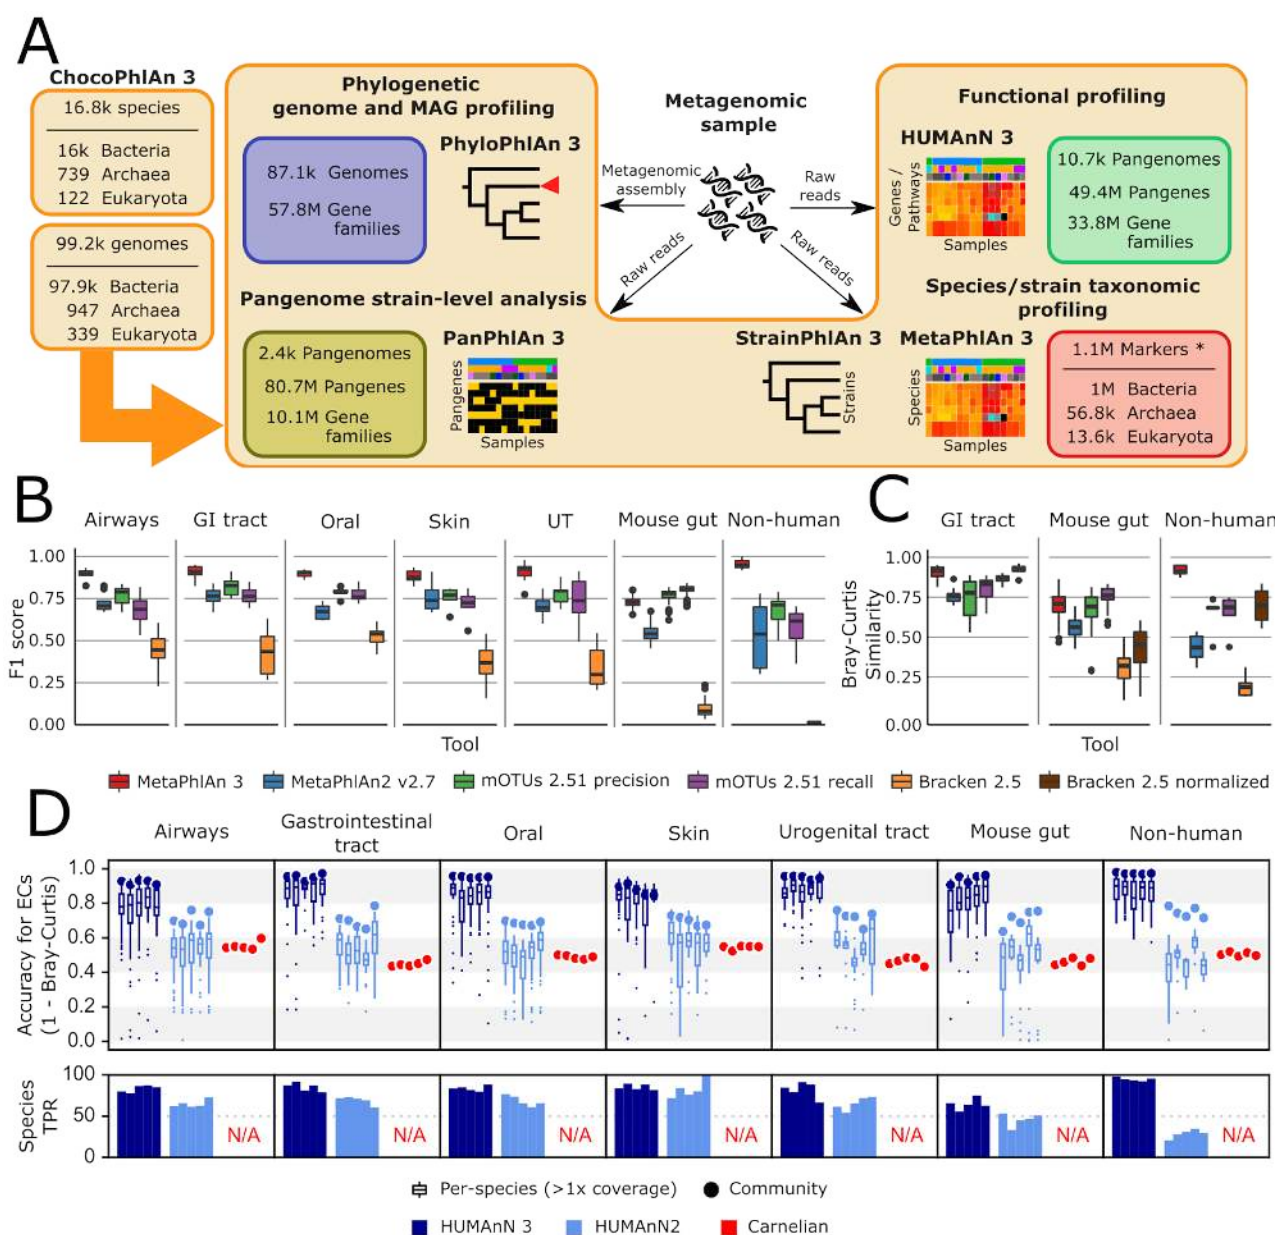 A
ChocoPhlAn 3
16.8k species
16k Bacteria
739 Archaea
122 Eukaryota
99.2k genomes
97.9k Bacteria
947 Archaea
339 Eukaryota
Phylogenetic
genome and MAG profiling
PhyloPhlAn 3
87.1k Genomes
57.8M Gene
families
Pangenome strain-level analysis
2.4k Pangenomes
80.7M Pangenes
10.1M Gene
families
PanPhlAn 3
Pangenes
Samples
Metagenomic
sample
Metagenomic
assembly
Raw
reads
Raw reads
Raw reads
Functional profiling
HUMAnN 3
Genes /
Pathways
Samples
10.7k Pangenomes
49.4M Pangenes
33.8M Gene
families
Species/strain taxonomic
profiling
StrainPhlAn 3
Strains
MetaPhlAn 3
Species
Samples
1.1M Markers *
1M Bacteria
56.8k Archaea
13.6k Eukaryota
B
Airways GI tract Oral Skin UT Mouse gut Non-human
F1 score
1.00
0.75
0.50
0.25
0.00
Tool
C
GI tract Mouse gut Non-human
Bray-Curtis
Similarity
1.00
0.75
0.50
0.25
0.00
Tool
MetaPhlAn 3 MetaPhlAn2 v2.7 mOTUs 2.51 precision mOTUs 2.51 recall Bracken 2.5 Bracken 2.5 normalized
D
Airways Gastrointestinal
tract Oral Skin Urogenital tract Mouse gut Non-human
Accuracy for ECs
(1 - Bray-Curtis)
1.0
0.8
0.6
0.4
0.2
0.0
Species
TPR
100
50
0
N/A N/A N/A N/A N/A N/A N/A
Per-species (>1x coverage) Community
HUMAnN 3 HUMAnN2 Carnelian